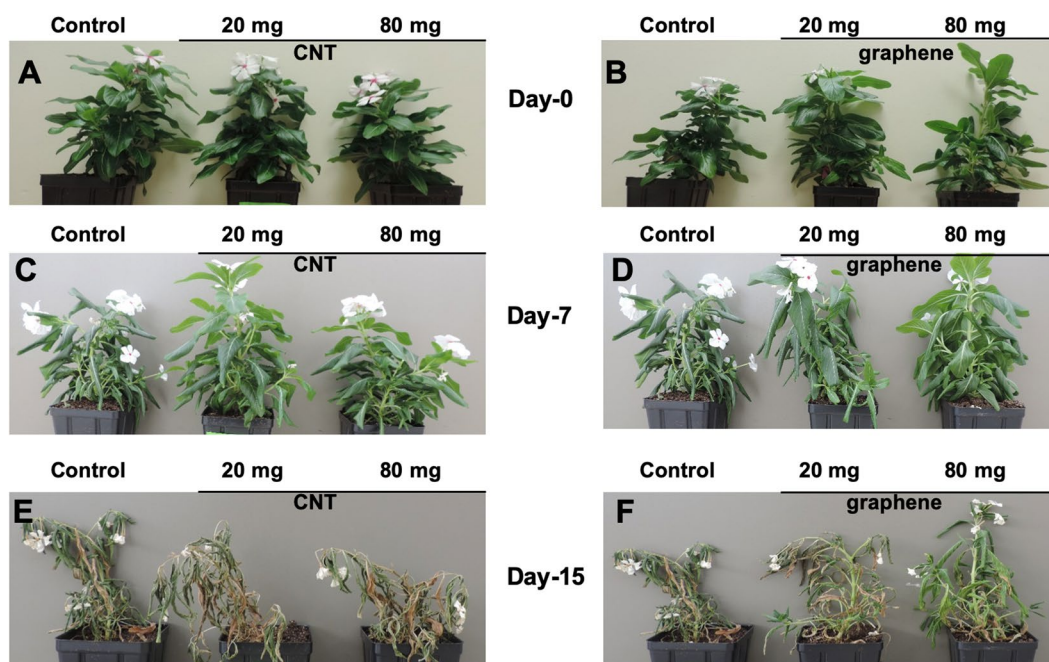 Control 20 mg 80 mg
CNT
A
Control 20 mg 80 mg
graphene
B
Day-0
Control 20 mg 80 mg
CNT
C
Control 20 mg 80 mg
graphene
D
Day-7
Control 20 mg 80 mg
CNT
E
Control 20 mg 80 mg
graphene
F
Day-15